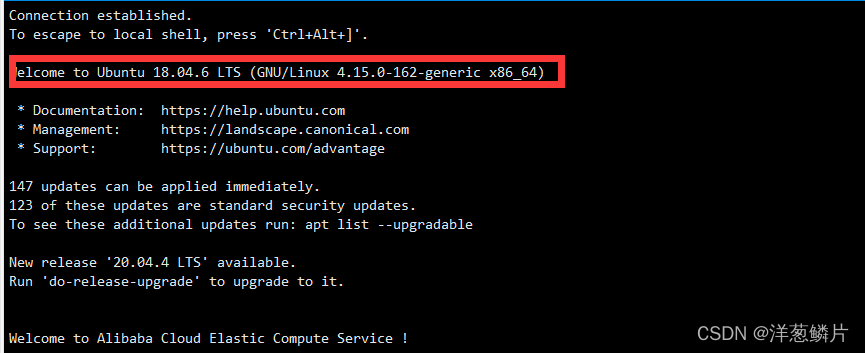 Connection established.
To escape to local shell, press 'Ctrl+Alt+]'.
Welcome to Ubuntu 18.04.6 LTS (GNU/Linux 4.15.0-162-generic x86_64)
* Documentation: https://help.ubuntu.com
* Management: https://landscape.canonical.com
* Support: https://ubuntu.com/advantage
147 updates can be applied immediately.
123 of these updates are standard security updates.
To see these additional updates run: apt list --upgradable
New release '20.04.4 LTS' available.
Run 'do-release-upgrade' to upgrade to it.
Welcome to Alibaba Cloud Elastic Compute Service !
CSDN @洋葱鳞片